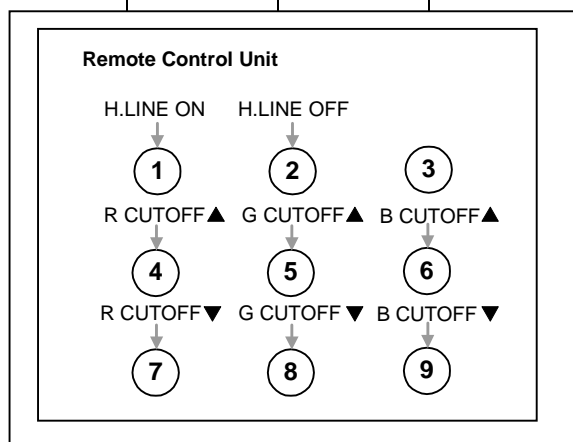 Remote Control Unit
H.LINE ON H.LINE OFF
1 2 3
R CUTOFF▲ G CUTOFF▲ B CUTOFF▲
4 5 6
R CUTOFF▼ G CUTOFF▼ B CUTOFF▼
7 8 9